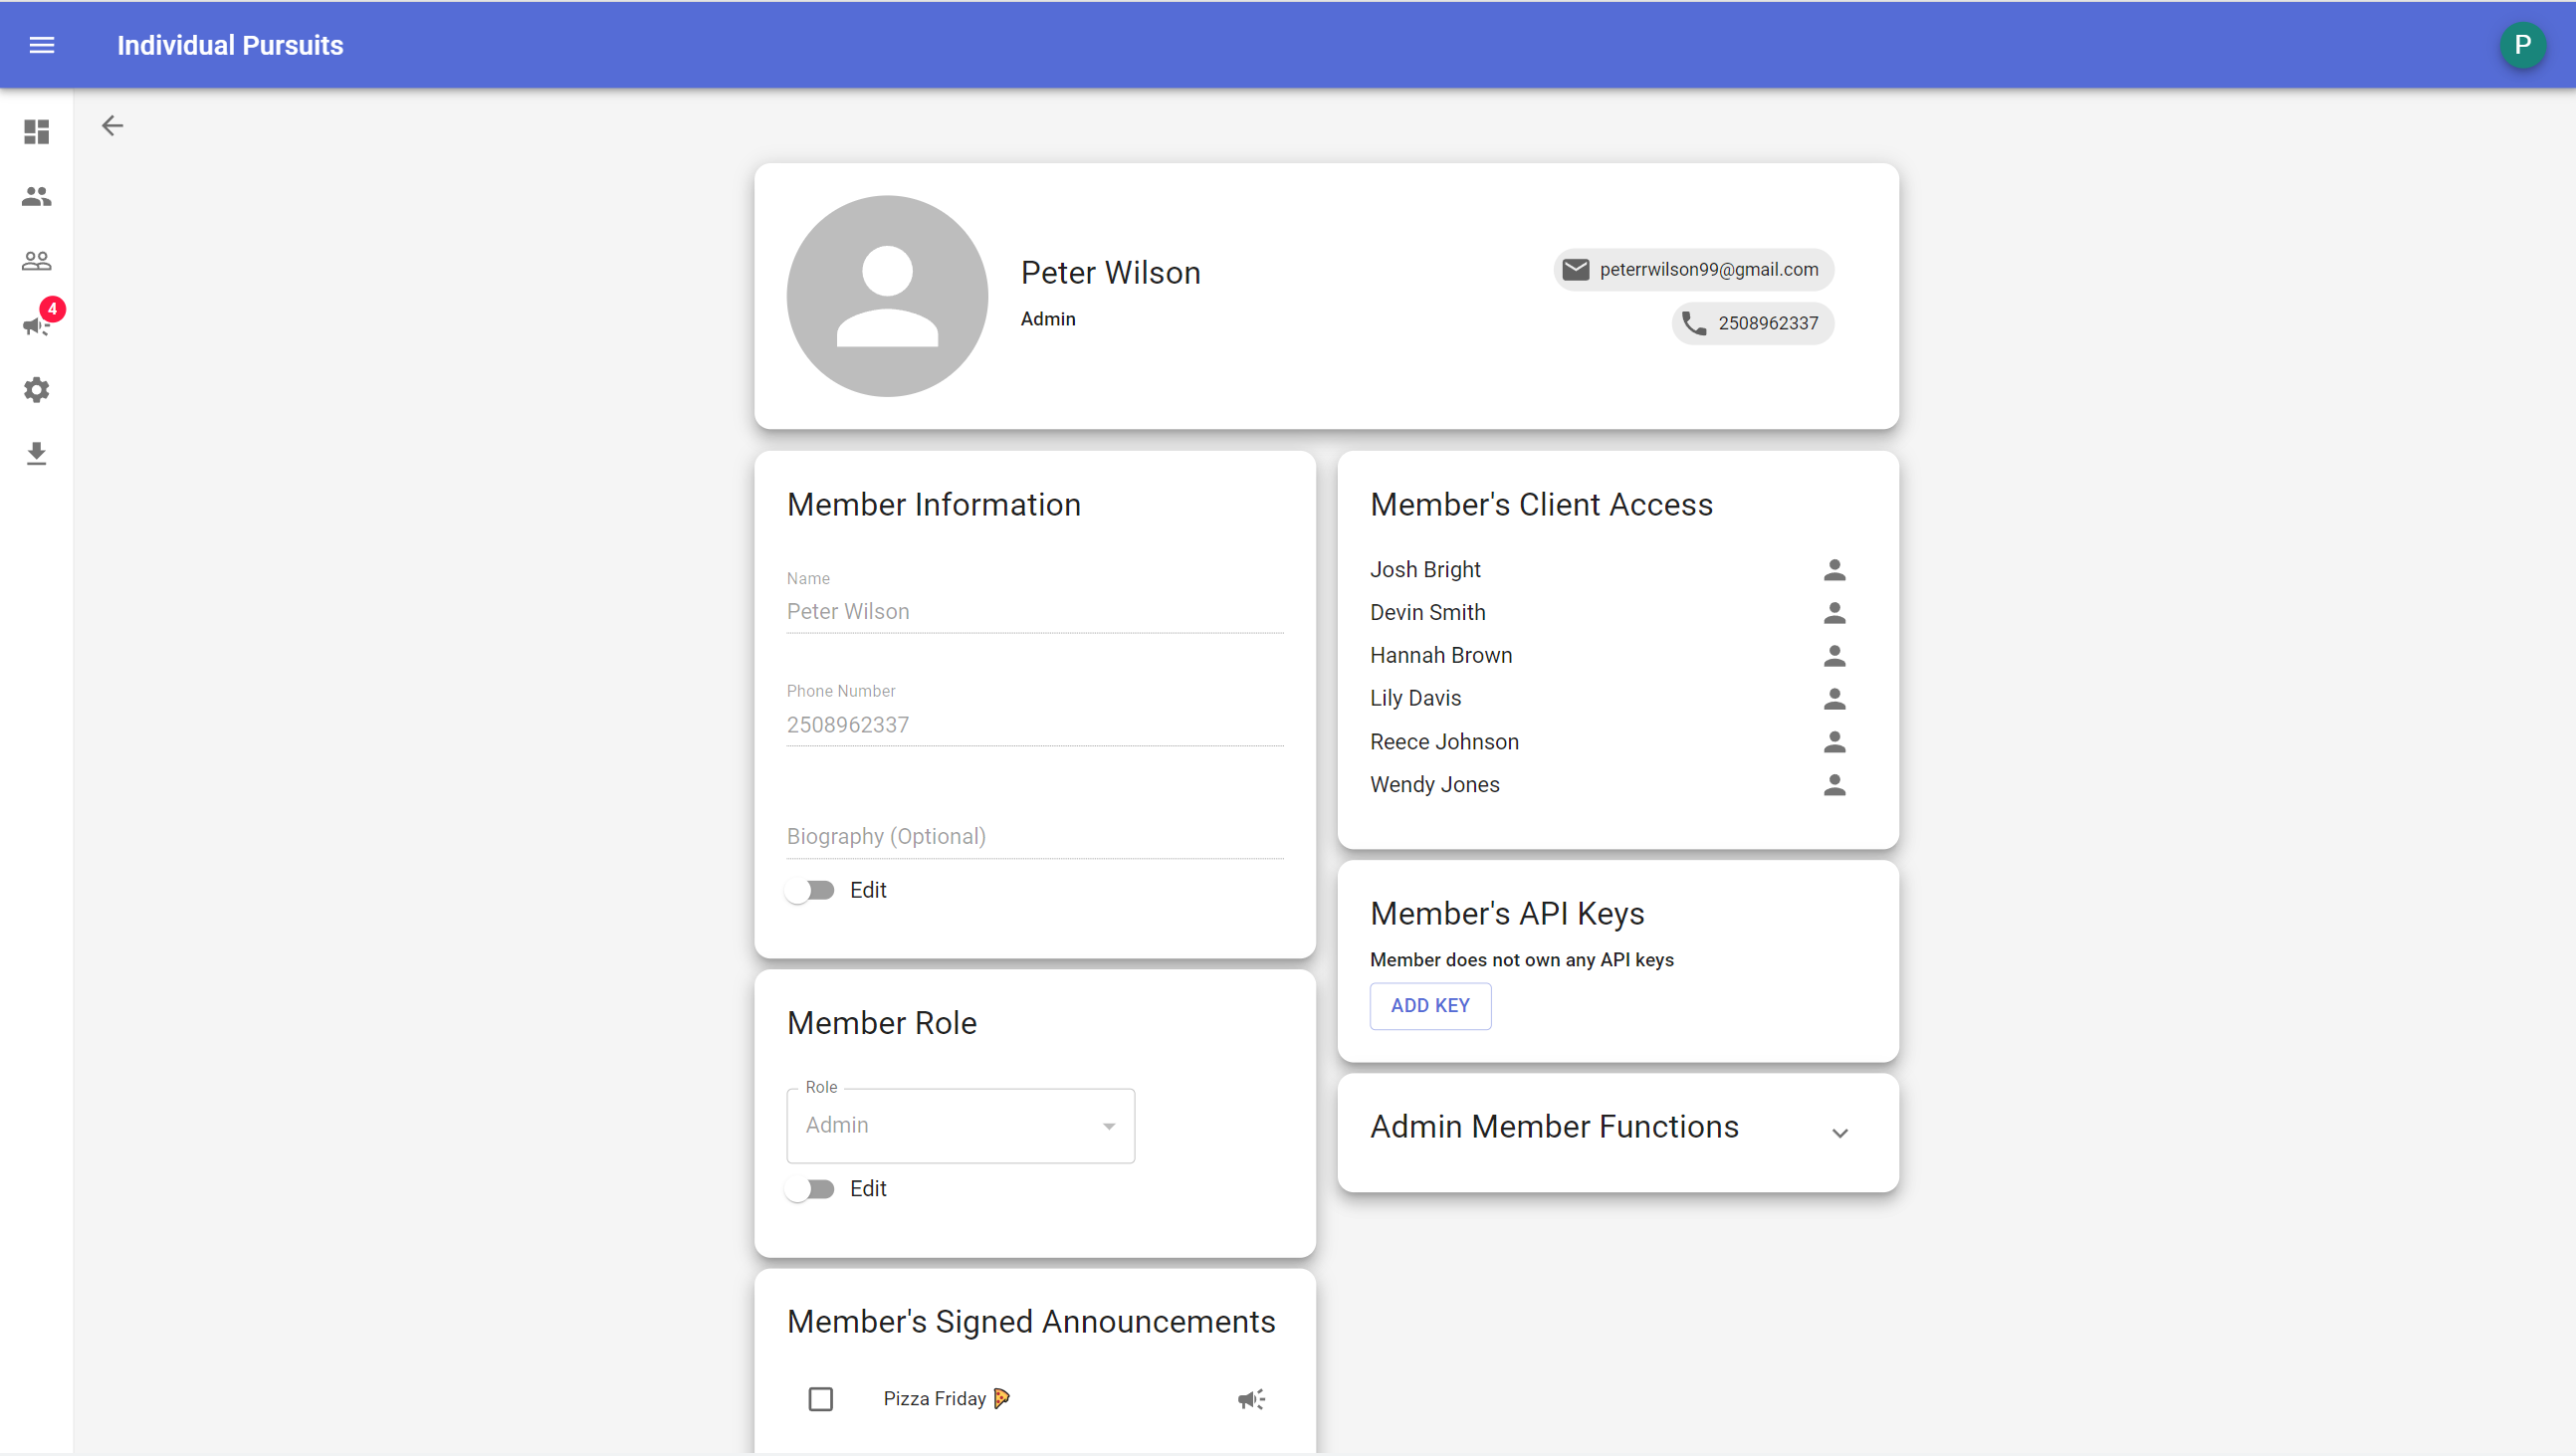 Individual Pursuits
P
4
Peter Wilson
Admin
peterrwilson99@gmail.com
2508962337
Member Information
Name
Peter Wilson
Phone Number
2508962337
Biography (Optional)
Edit
Member Role
Role
Admin
Edit
Member's Signed Announcements
Pizza Friday 🍕
Member's Client Access
Josh Bright
Devin Smith
Hannah Brown
Lily Davis
Reece Johnson
Wendy Jones
Member's API Keys
Member does not own any API keys
ADD KEY
Admin Member Functions